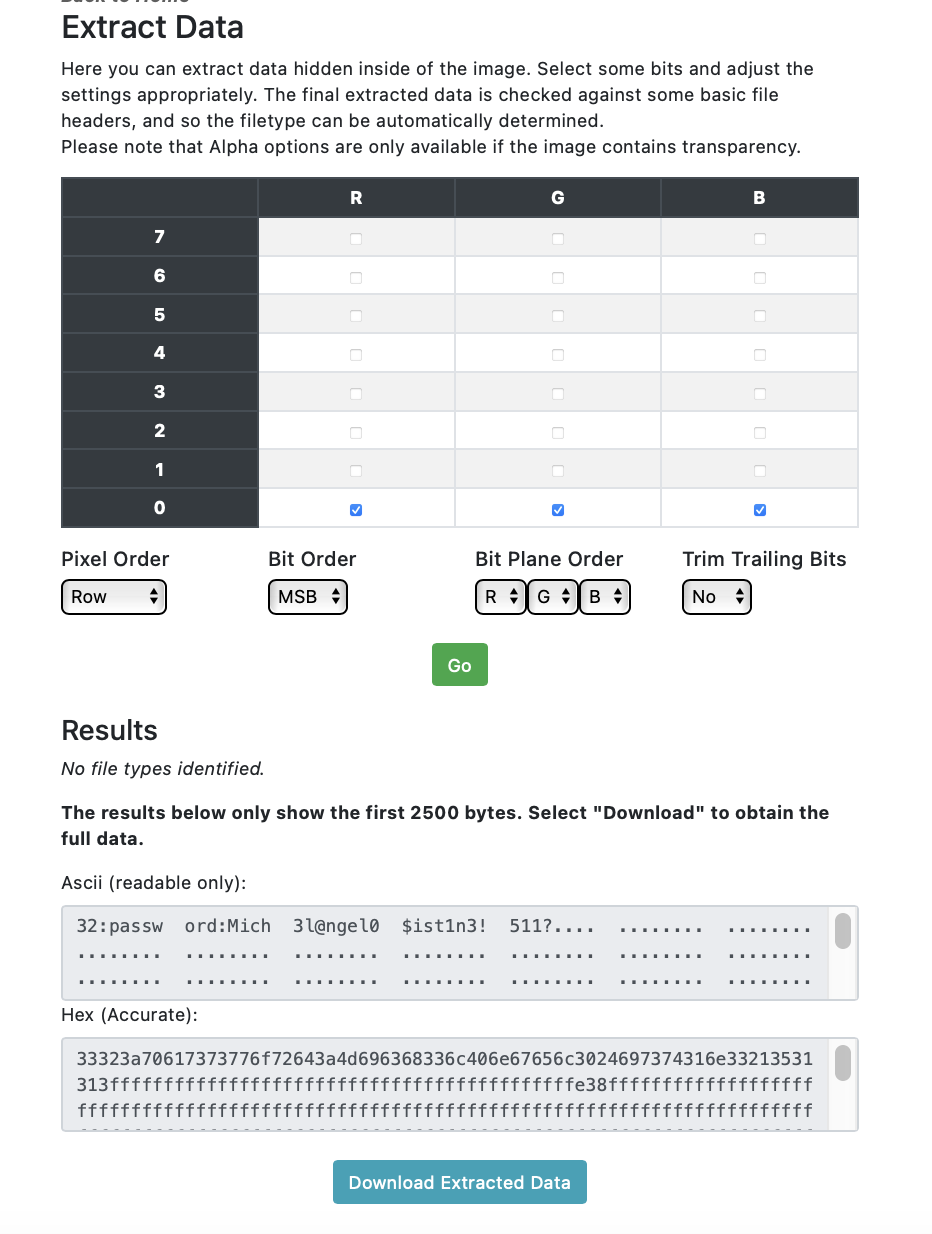 Extract Data
Here you can extract data hidden inside of the image. Select some bits and adjust the
settings appropriately. The final extracted data is checked against some basic file
headers, and so the filetype can be automatically determined.
Please note that Alpha options are only available if the image contains transparency.
R G B
7
6
5
4
3
2
1
0
Pixel Order Bit Order Bit Plane Order Trim Trailing Bits
Row MSB R G B No
Go
Results
No file types identified.
The results below only show the first 2500 bytes. Select "Download" to obtain the
full data.
Ascii (readable only):
32:passw ord:Mich 3l@ngel0 $ist1n3! 511?.... ........ ........
........ ........ ........ ........ ........ ........ ........
........ ........ ........ ........ ........ ........ ........
Hex (Accurate):
33323a70617373776f72643a4d696368336c406e67656c3024697374316e33213531
313fffffffffffffffffffffffffffffffffffffffffffe38fffffffffffffffffff
ffffffffffffffffffffffffffffffffffffffffffffffffffffffffffffffffffff
Download Extracted Data